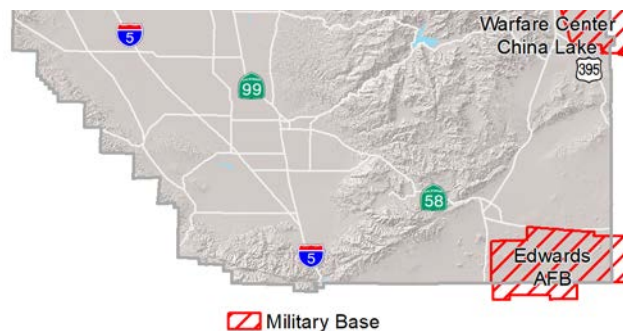 5
Warfare Center
China Lake
395
99
58
5
Edwards
AFB
Military Base